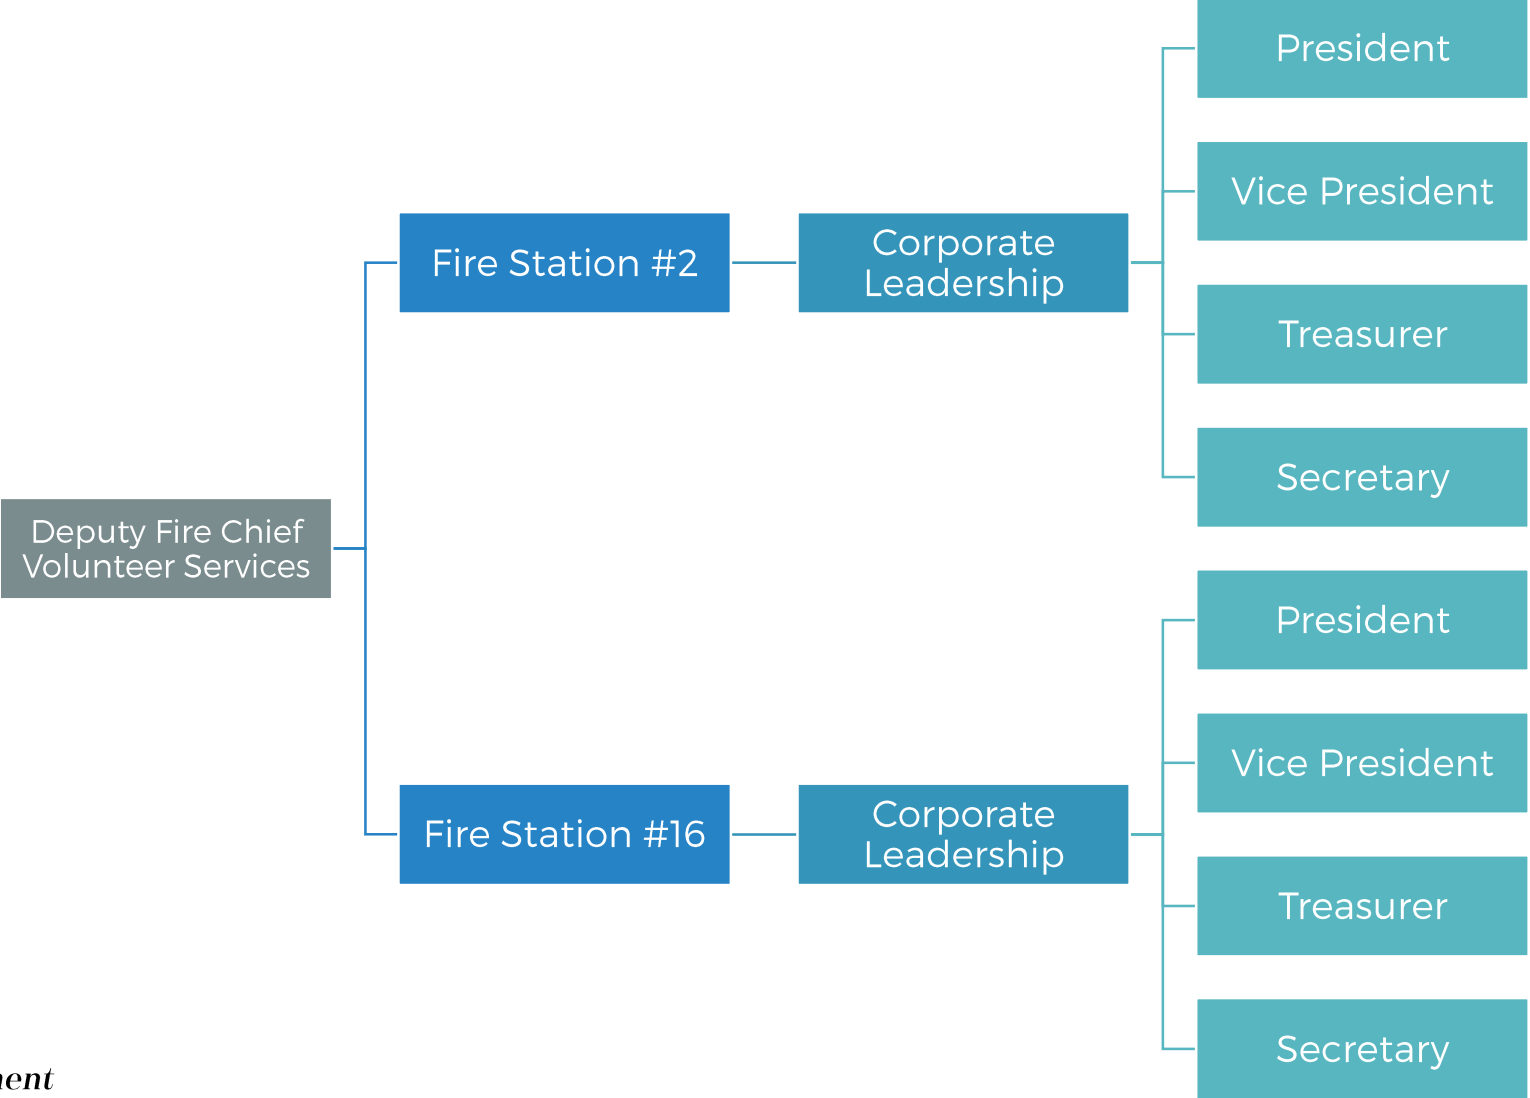 President
Vice President
Fire Station #2
Corporate
Leadership
Treasurer
Secretary
Deputy Fire Chief
Volunteer Services
President
Vice President
Fire Station #16
Corporate
Leadership
Treasurer
Secretary